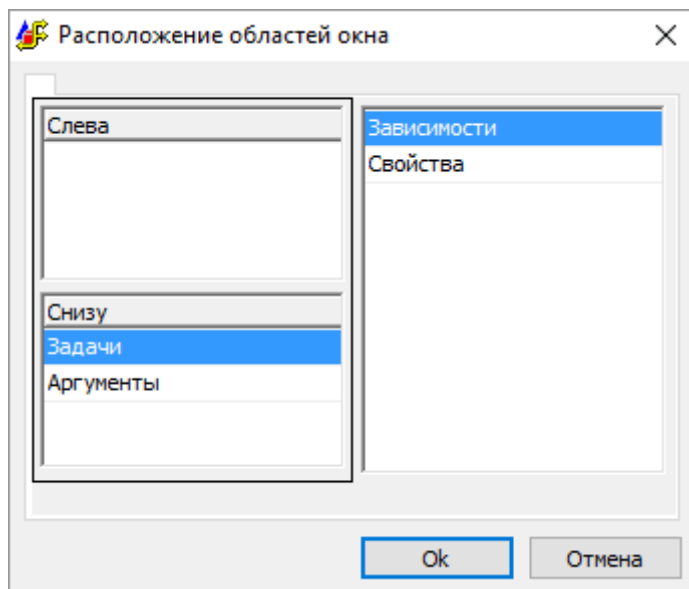 Расположение областей окна
Слева
Снизу
Задачи
Аргументы
Зависимости
Свойства
Ok
Отмена